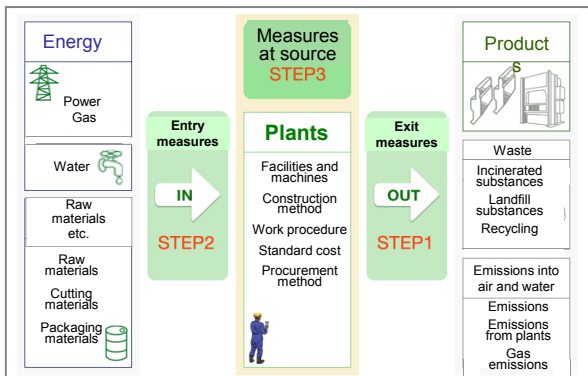 Energy
Power
Gas
Water
Raw
materials
etc.
Raw
materials
Cutting
materials
Packaging
materials
Entry
measures
IN
STEP2
Measures
at source
STEP3
Plants
Facilities and
machines
Construction
method
Work procedure
Standard cost
Procurement
method
Exit
measures
OUT
STEP1
Product
s
Waste
Incinerated
substances
Landfill
substances
Recycling
Emissions into
air and water
Emissions
Emissions
from plants
Gas
emissions